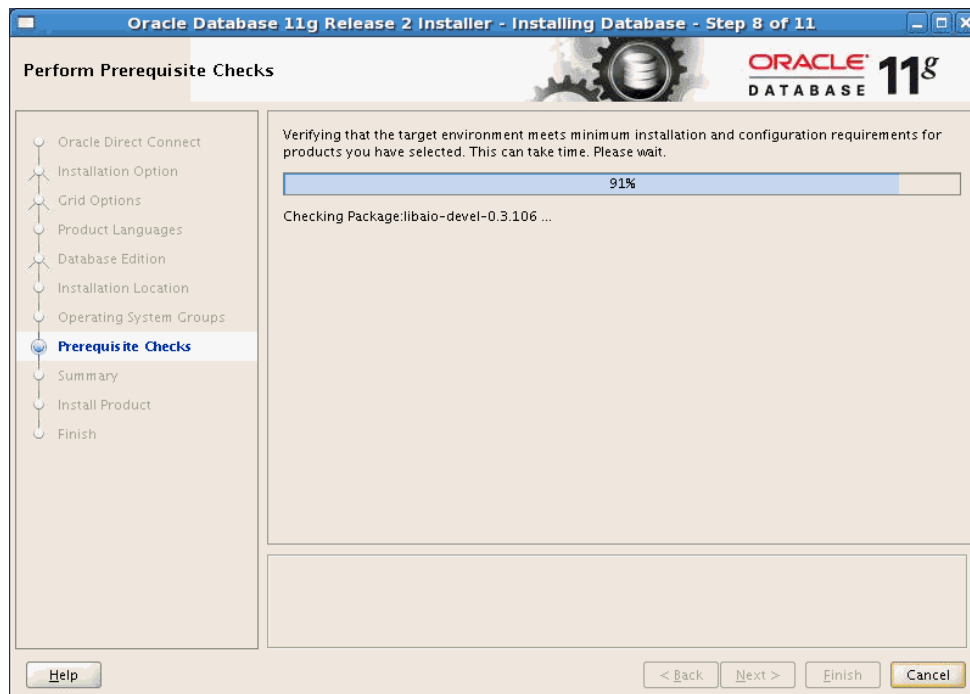 Oracle Database 11g Release 2 Installer - Installing Database - Step 8 of 11
Perform Prerequisite Checks
ORACLE
DATABASE
11g
Oracle Direct Connect
Installation Option
Grid Options
Product Languages
Database Edition
Installation Location
Operating System Groups
Prerequisite Checks
Summary
Install Product
Finish
Verifying that the target environment meets minimum installation and configuration requirements for
products you have selected. This can take time. Please wait.
91%
Checking Package:libaio-devel-0.3.106 ...
Help
< Back
Next >
Finish
Cancel